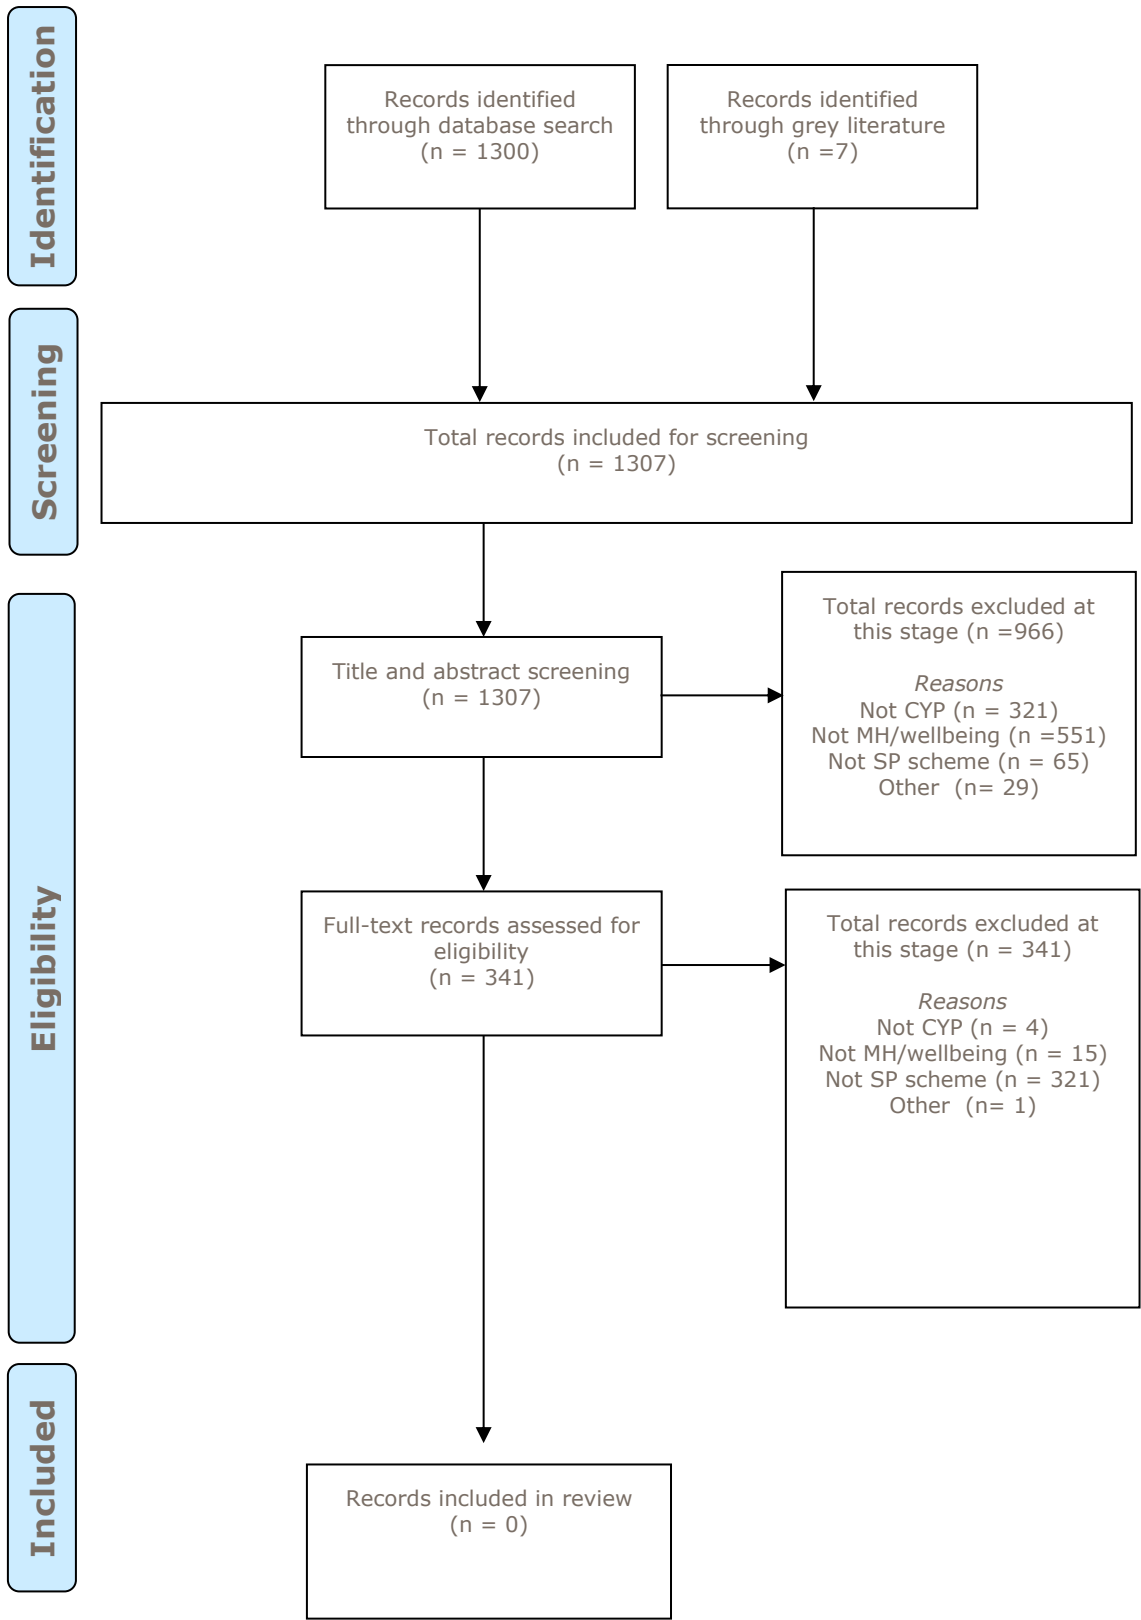 Identification
Records identified
through database search
(n = 1300)
Records identified
through grey literature
(n =7)
Screening
Total records included for screening
(n = 1307)
Eligibility
Title and abstract screening
(n = 1307)
Total records excluded at
this stage (n =966)
Reasons
Not CYP (n = 321)
Not MH/wellbeing (n =551)
Not SP scheme (n = 65)
Other  (n= 29)
Full-text records assessed for
eligibility
(n = 341)
Total records excluded at
this stage (n = 341)
Reasons
Not CYP (n = 4)
Not MH/wellbeing (n = 15)
Not SP scheme (n = 321)
Other  (n= 1)
Included
Records included in review
(n = 0)